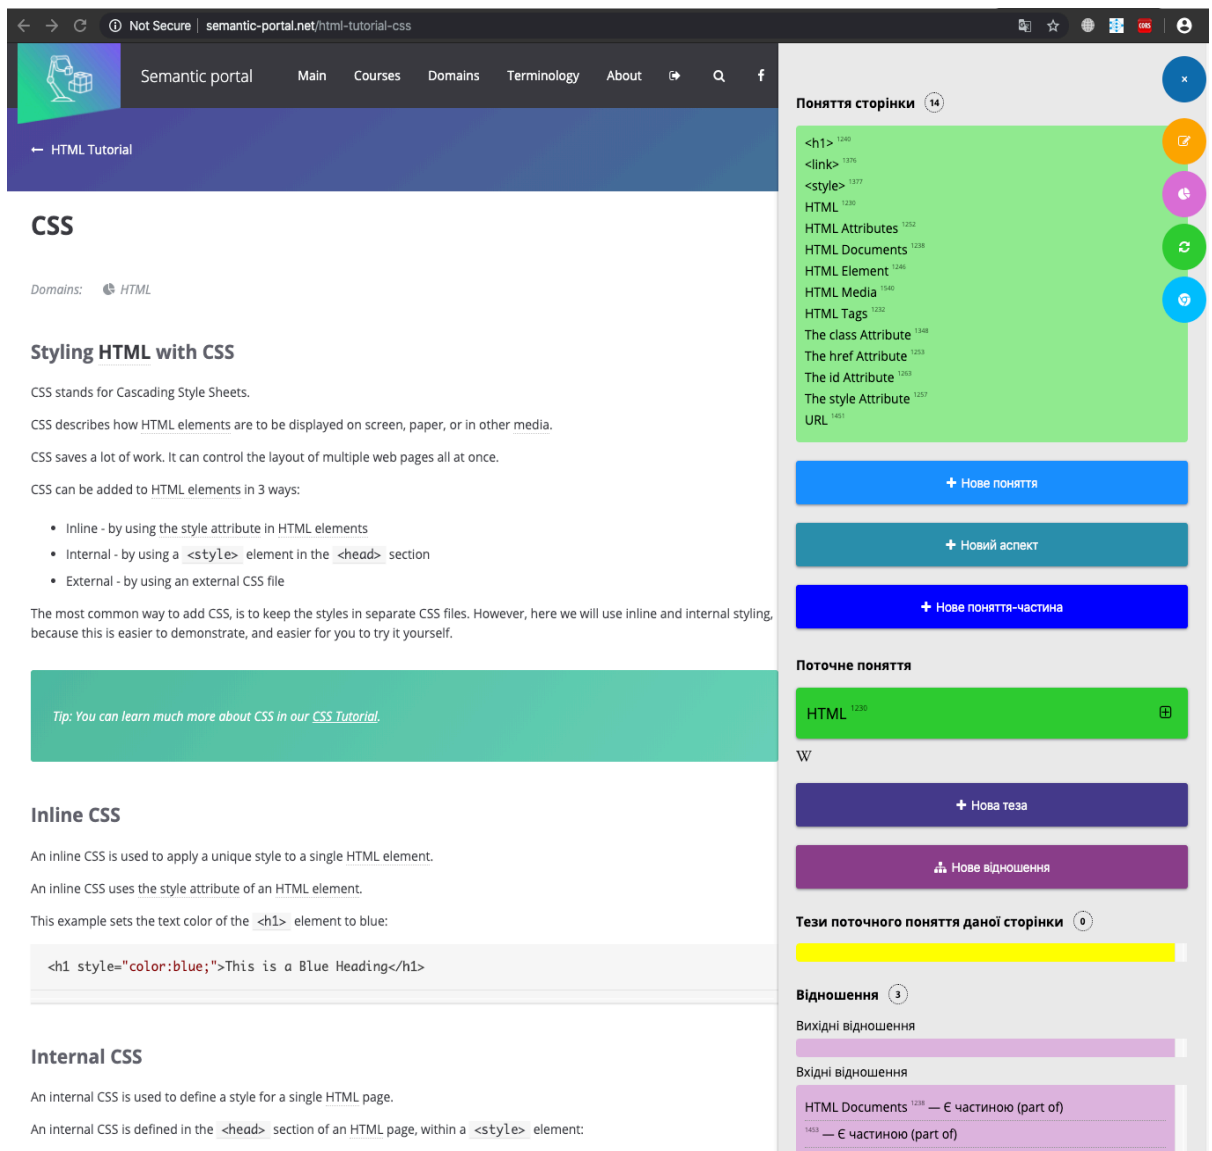 Not Secure | semantic-portal.net/html-tutorial-css
CORS
Semantic portal Main Courses Domains Terminology About
← HTML Tutorial
CSS
Domains: HTML
Styling HTML with CSS
CSS stands for Cascading Style Sheets.
CSS describes how HTML elements are to be displayed on screen, paper, or in other media.
CSS saves a lot of work. It can control the layout of multiple web pages all at once.
CSS can be added to HTML elements in 3 ways:
• Inline - by using the style attribute in HTML elements
• Internal - by using a <style> element in the <head> section
• External - by using an external CSS file
The most common way to add CSS, is to keep the styles in separate CSS files. However, here we will use inline and internal styling,
because this is easier to demonstrate, and easier for you to try it yourself.
Tip: You can learn much more about CSS in our CSS Tutorial.
Inline CSS
An inline CSS is used to apply a unique style to a single HTML element.
An inline CSS uses the style attribute of an HTML element.
This example sets the text color of the <h1> element to blue:
<h1 style="color:blue;">This is a Blue Heading</h1>
Internal CSS
An internal CSS is used to define a style for a single HTML page.
An internal CSS is defined in the <head> section of an HTML page, within a <style> element:
Поняття сторінки 14
<h1> 1240
<link> 1376
<style> 1377
HTML 1230
HTML Attributes 1252
HTML Documents 1238
HTML Element 1246
HTML Media 1540
HTML Tags 1232
The class Attribute 1348
The href Attribute 1253
The id Attribute 1263
The style Attribute 1257
URL 1451
+ Нове поняття
+ Новий аспект
+ Нове поняття-частина
Поточне поняття
HTML 1230
W
+ Нова теза
Нове відношення
Тези поточного поняття даної сторінки 0
Відношення 3
Вихідні відношення
Вхідні відношення
HTML Documents 1238 — Є частиною (part of)
1453 — Є частиною (part of)